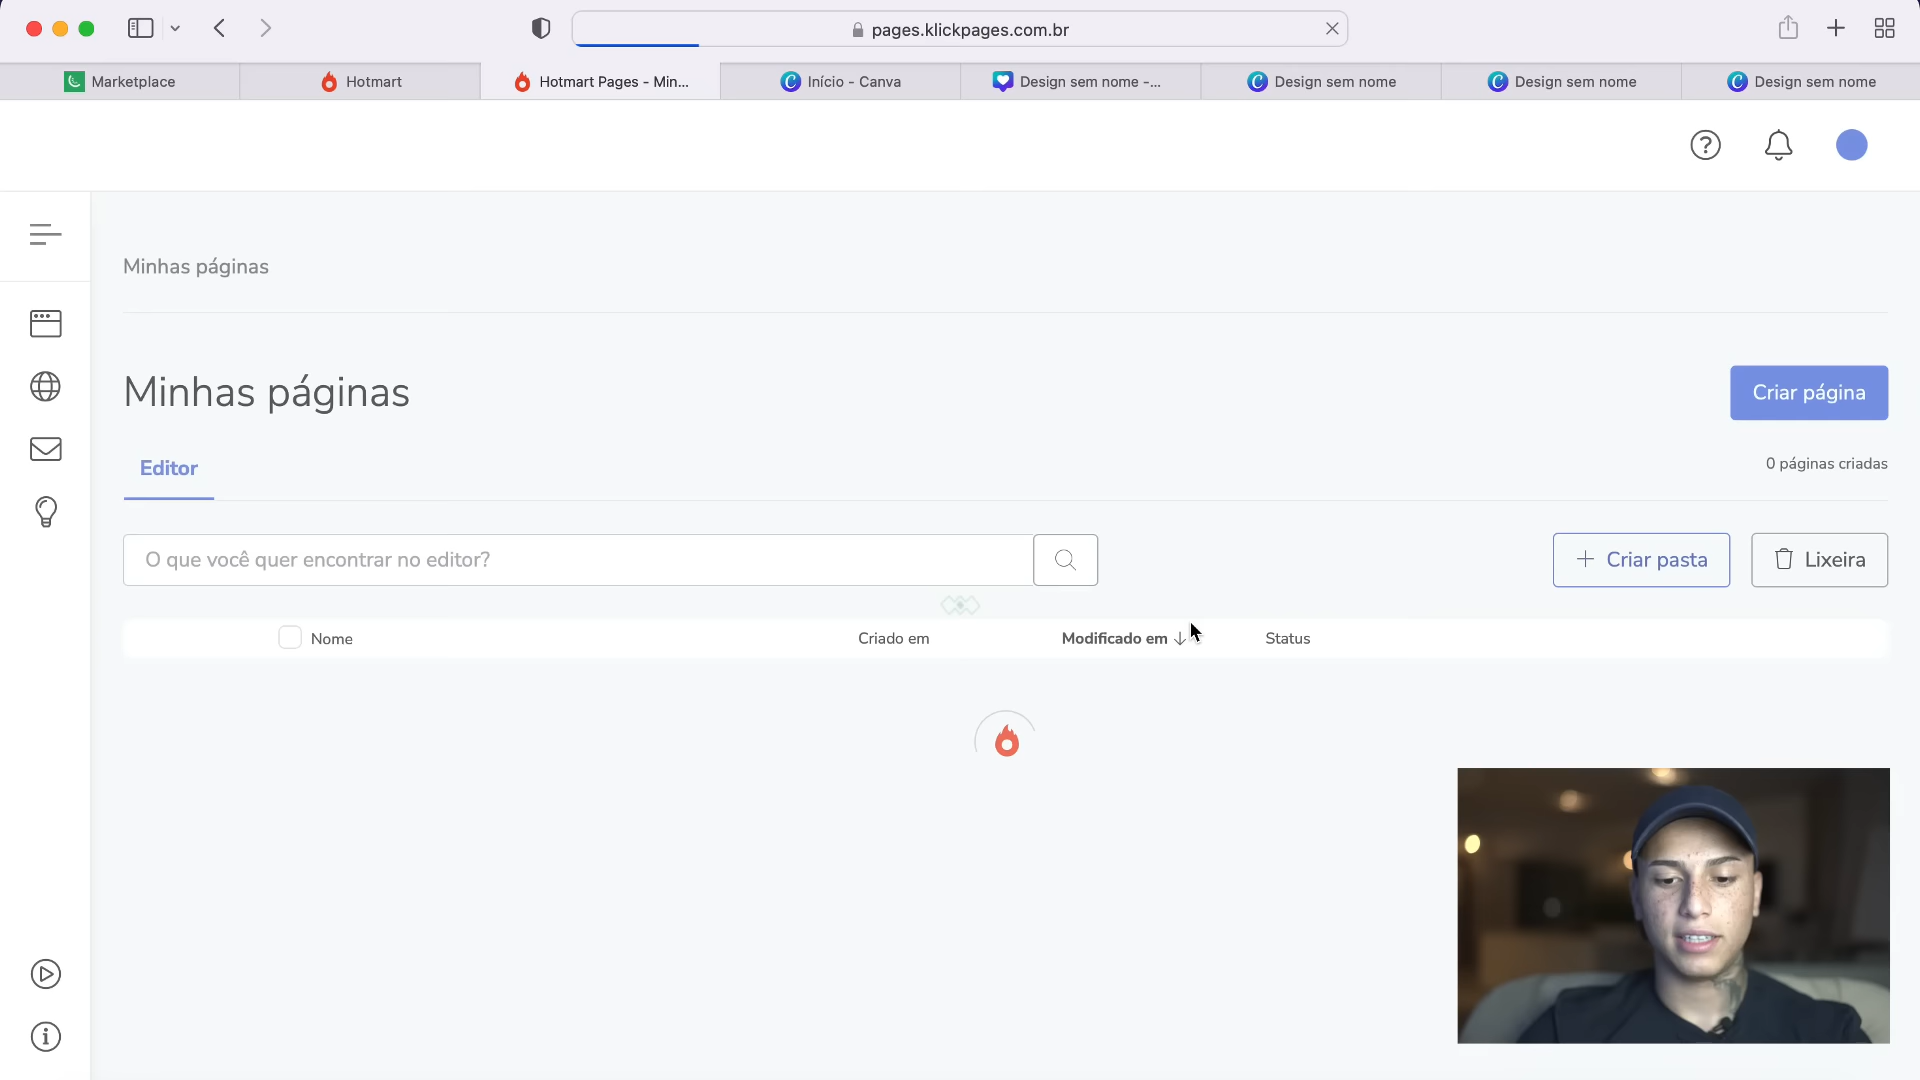 pages.klickpages.com.br
Marketplace
Hotmart
Hotmart Pages - Min...
Início - Canva
Design sem nome -...
Design sem nome
Design sem nome
Design sem nome
Minhas páginas
Minhas páginas
Criar página
Editor
0 páginas criadas
O que você quer encontrar no editor?
Criar pasta
Lixeira
Nome
Criado em
Modificado em
Status